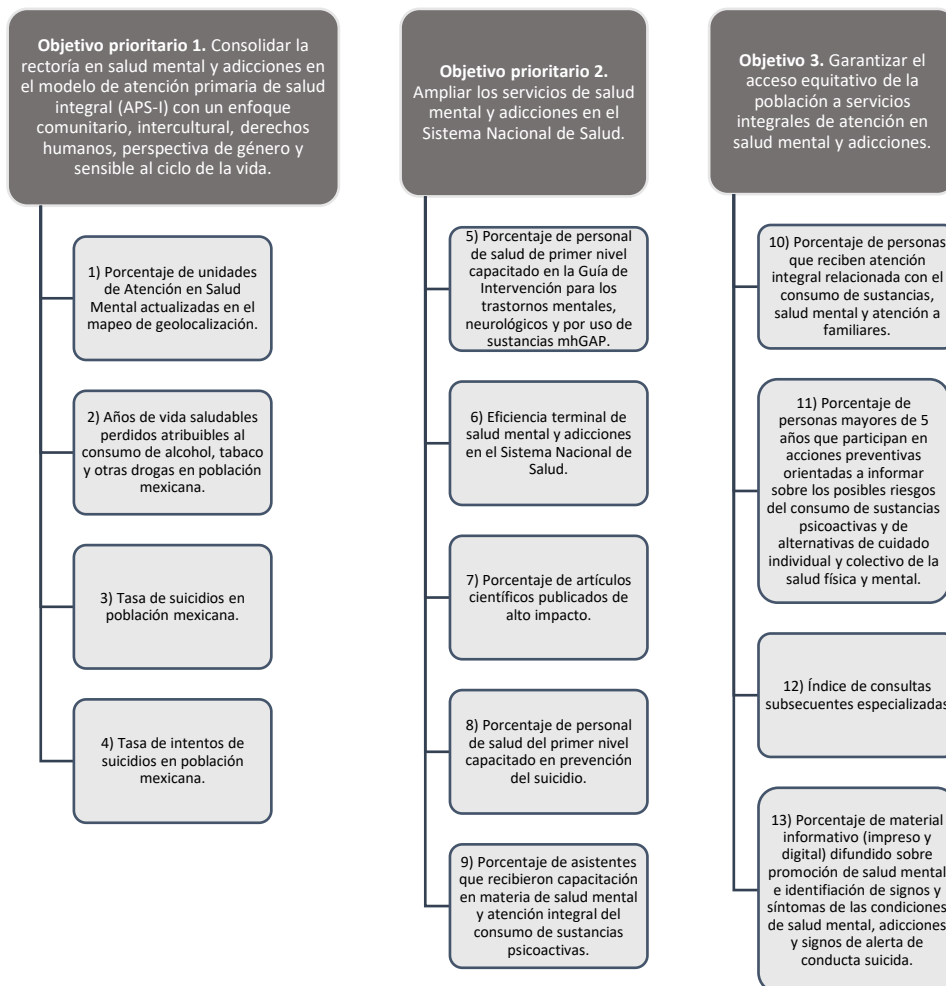 Objetivo prioritario 1. Consolidar la
rectoría en salud mental y adicciones en
el modelo de atención primaria de salud
integral (APS-I) con un enfoque
comunitario, intercultural, derechos
humanos, perspectiva de género y
sensible al ciclo de la vida.
1) Porcentaje de unidades
de Atención en Salud
Mental actualizadas en el
mapeo de geolocalización.
2) Años de vida saludables
perdidos atribuibles al
consumo de alcohol, tabaco
y otras drogas en población
mexicana.
3) Tasa de suicidios en
población mexicana.
4) Tasa de intentos de
suicidios en población
mexicana.
Objetivo prioritario 2.
Ampliar los servicios de salud
mental y adicciones en el
Sistema Nacional de Salud.
5) Porcentaje de personal
de salud de primer nivel
capacitado en la Guía de
Intervención para los
trastornos mentales,
neurológicos y por uso de
sustancias mhGAP.
6) Eficiencia terminal de
salud mental y adicciones
en el Sistema Nacional de
Salud.
7) Porcentaje de artículos
científicos publicados de
alto impacto.
8) Porcentaje de personal
de salud del primer nivel
capacitado en prevención
del suicidio.
9) Porcentaje de asistentes
que recibieron capacitación
en materia de salud mental
y atención integral del
consumo de sustancias
psicoactivas.
Objetivo 3. Garantizar el
acceso equitativo de la
población a servicios
integrales de atención en
salud mental y adicciones.
10) Porcentaje de personas
que reciben atención
integral relacionada con el
consumo de sustancias,
salud mental y atención a
familiares.
11) Porcentaje de
personas mayores de 5
años que participan en
acciones preventivas
orientadas a informar
sobre los posibles riesgos
del consumo de sustancias
psicoactivas y de
alternativas de cuidado
individual y colectivo de la
salud física y mental.
12) Índice de consultas
subsecuentes especializadas
13) Porcentaje de material
informativo (impreso y
digital) difundido sobre
promoción de salud mental
e identifiación de signos y
síntomas de las condiciones
de salud mental, adicciones
y signos de alerta de
conducta suicida.